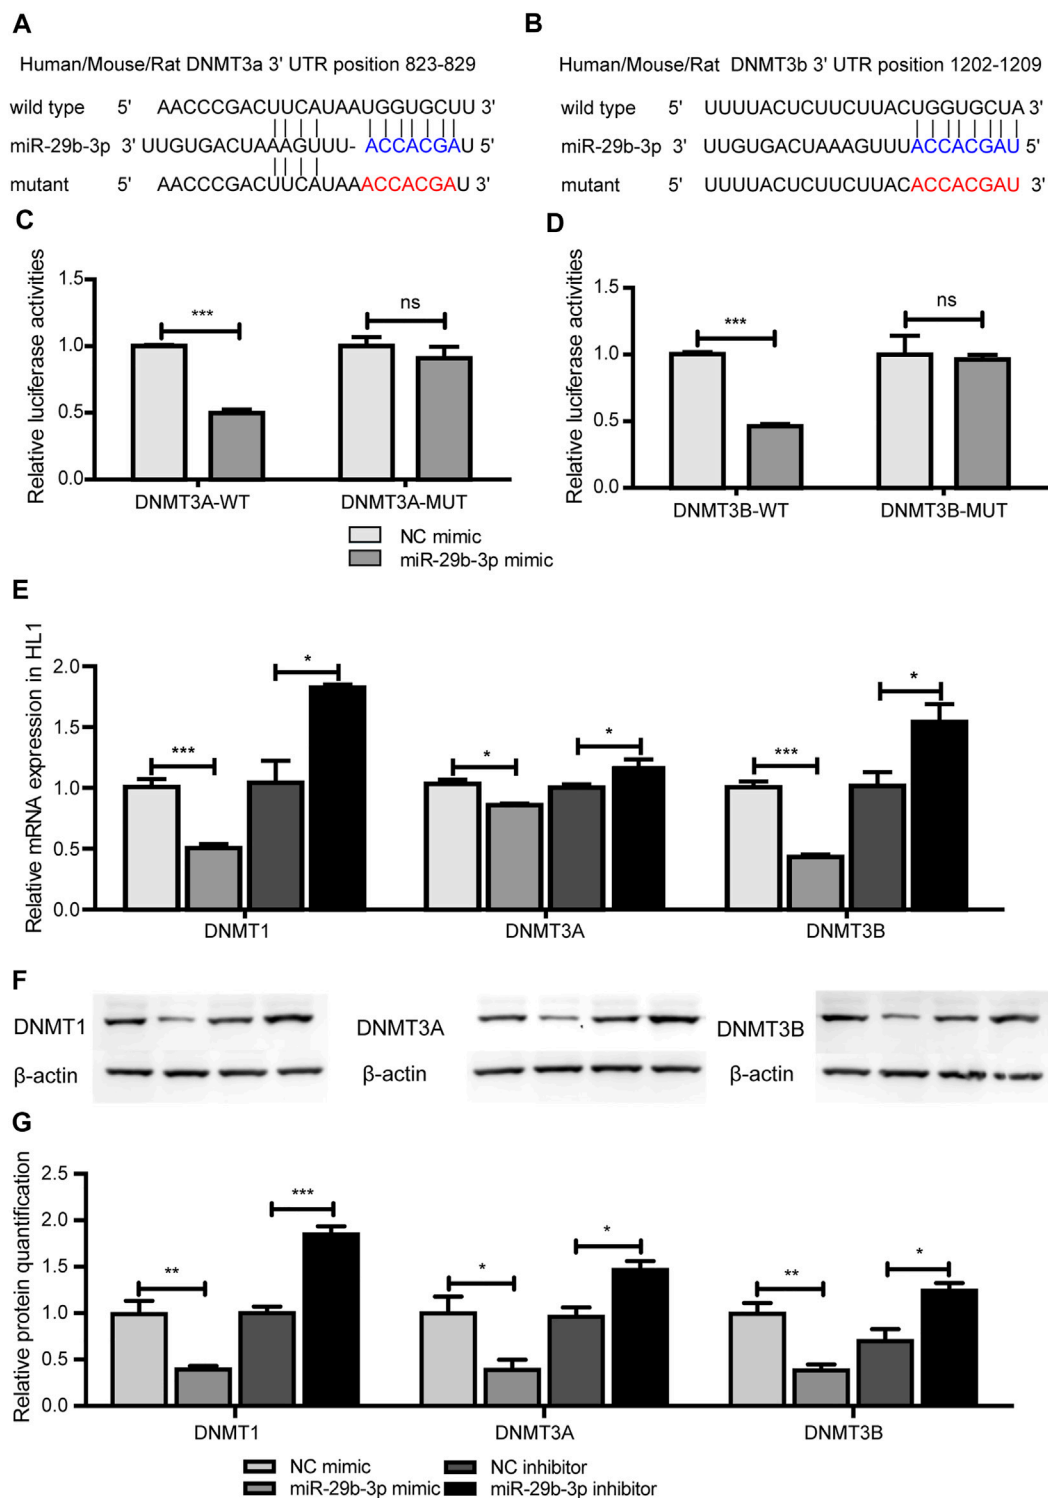 A
Human/Mouse/Rat DNMT3a 3' UTR position 823-829
wild type 5' AACCCGACUUCAUAAUGGUGCUU 3'
miR-29b-3p 3' UUGUGACUAAAGUUU- ACCACGAU 5'
mutant 5' AACCCGACUUCAUAAACCACGAU 3'
B
Human/Mouse/Rat DNMT3b 3' UTR position 1202-1209
wild type 5' UUUUACUCUUCUUACUGGUGCUA 3'
miR-29b-3p 3' UUGUGACUAAAGUUUACCACGAU 5'
mutant 5' UUUUACUCUUCUUACACCACGAU 3'
C
Relative luciferase activities
1.5
1.0
0.5
0.0
***
ns
DNMT3A-WT
DNMT3A-MUT
D
Relative luciferase activities
1.5
1.0
0.5
0.0
***
ns
DNMT3B-WT
DNMT3B-MUT
NC mimic
miR-29b-3p mimic
E
Relative mRNA expression in HL1
2.0
1.5
1.0
0.5
0.0
***
*
*
*
***
*
DNMT1
DNMT3A
DNMT3B
F
DNMT1
β-actin
DNMT3A
β-actin
DNMT3B
β-actin
G
Relative protein quantification
2.5
2.0
1.5
1.0
0.5
0.0
**
***
*
*
**
*
DNMT1
DNMT3A
DNMT3B
NC mimic
miR-29b-3p mimic
NC inhibitor
miR-29b-3p inhibitor